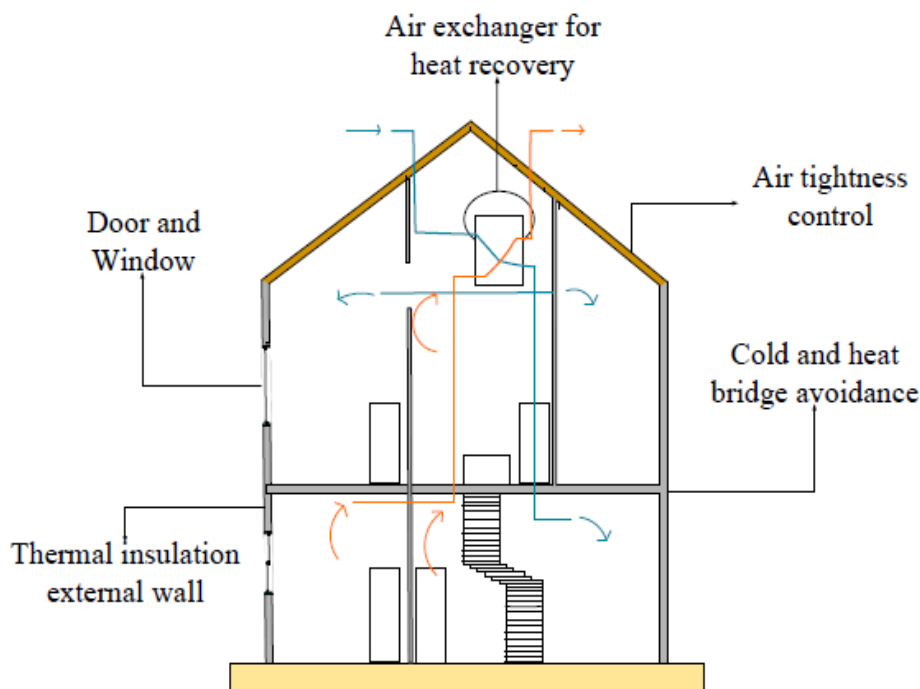 Air exchanger for
heat recovery
Air tightness
control
Door and
Window
Cold and heat
bridge avoidance
Thermal insulation
external wall